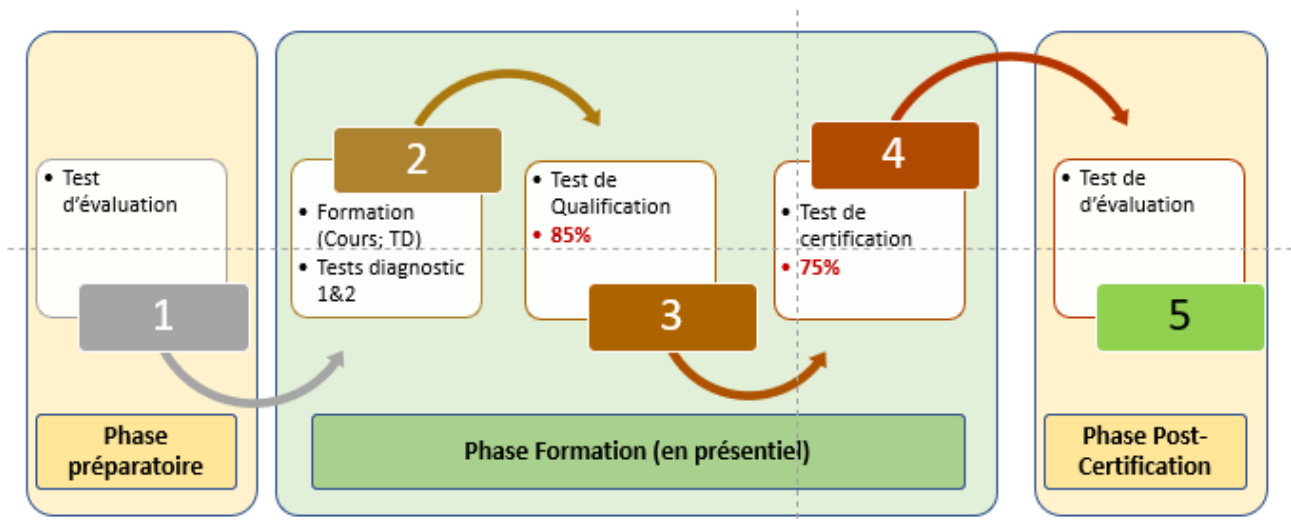 • Test
d'évaluation
1
Phase
préparatoire
2
• Formation
(Cours; TD)
• Tests diagnostic
1&2
• Test de
Qualification
• 85%
3
4
• Test de
certification
• 75%
Phase Formation (en présentiel)
• Test de
d'évaluation
5
Phase Post-
Certification